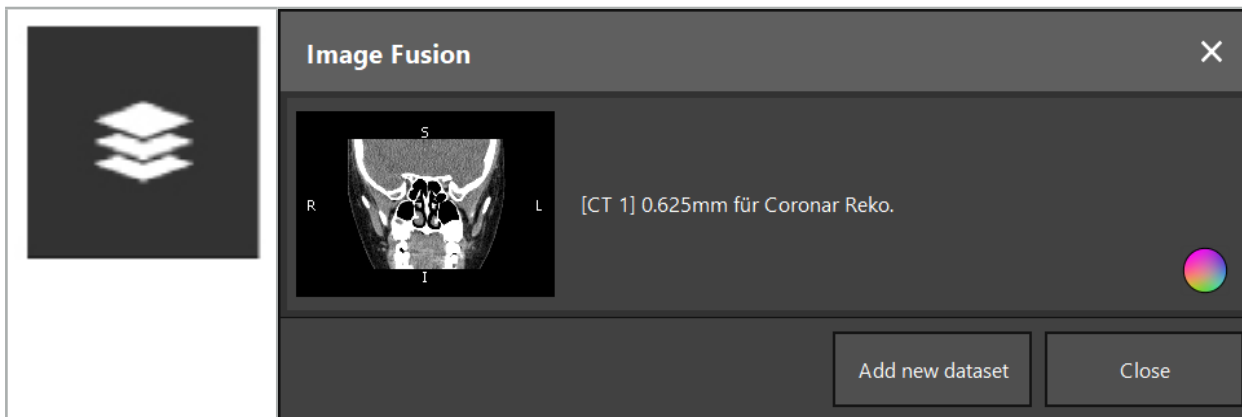 Image Fusion
S
R
L
I
[CT 1] 0.625mm für Coronar Reko.
Add new dataset
Close